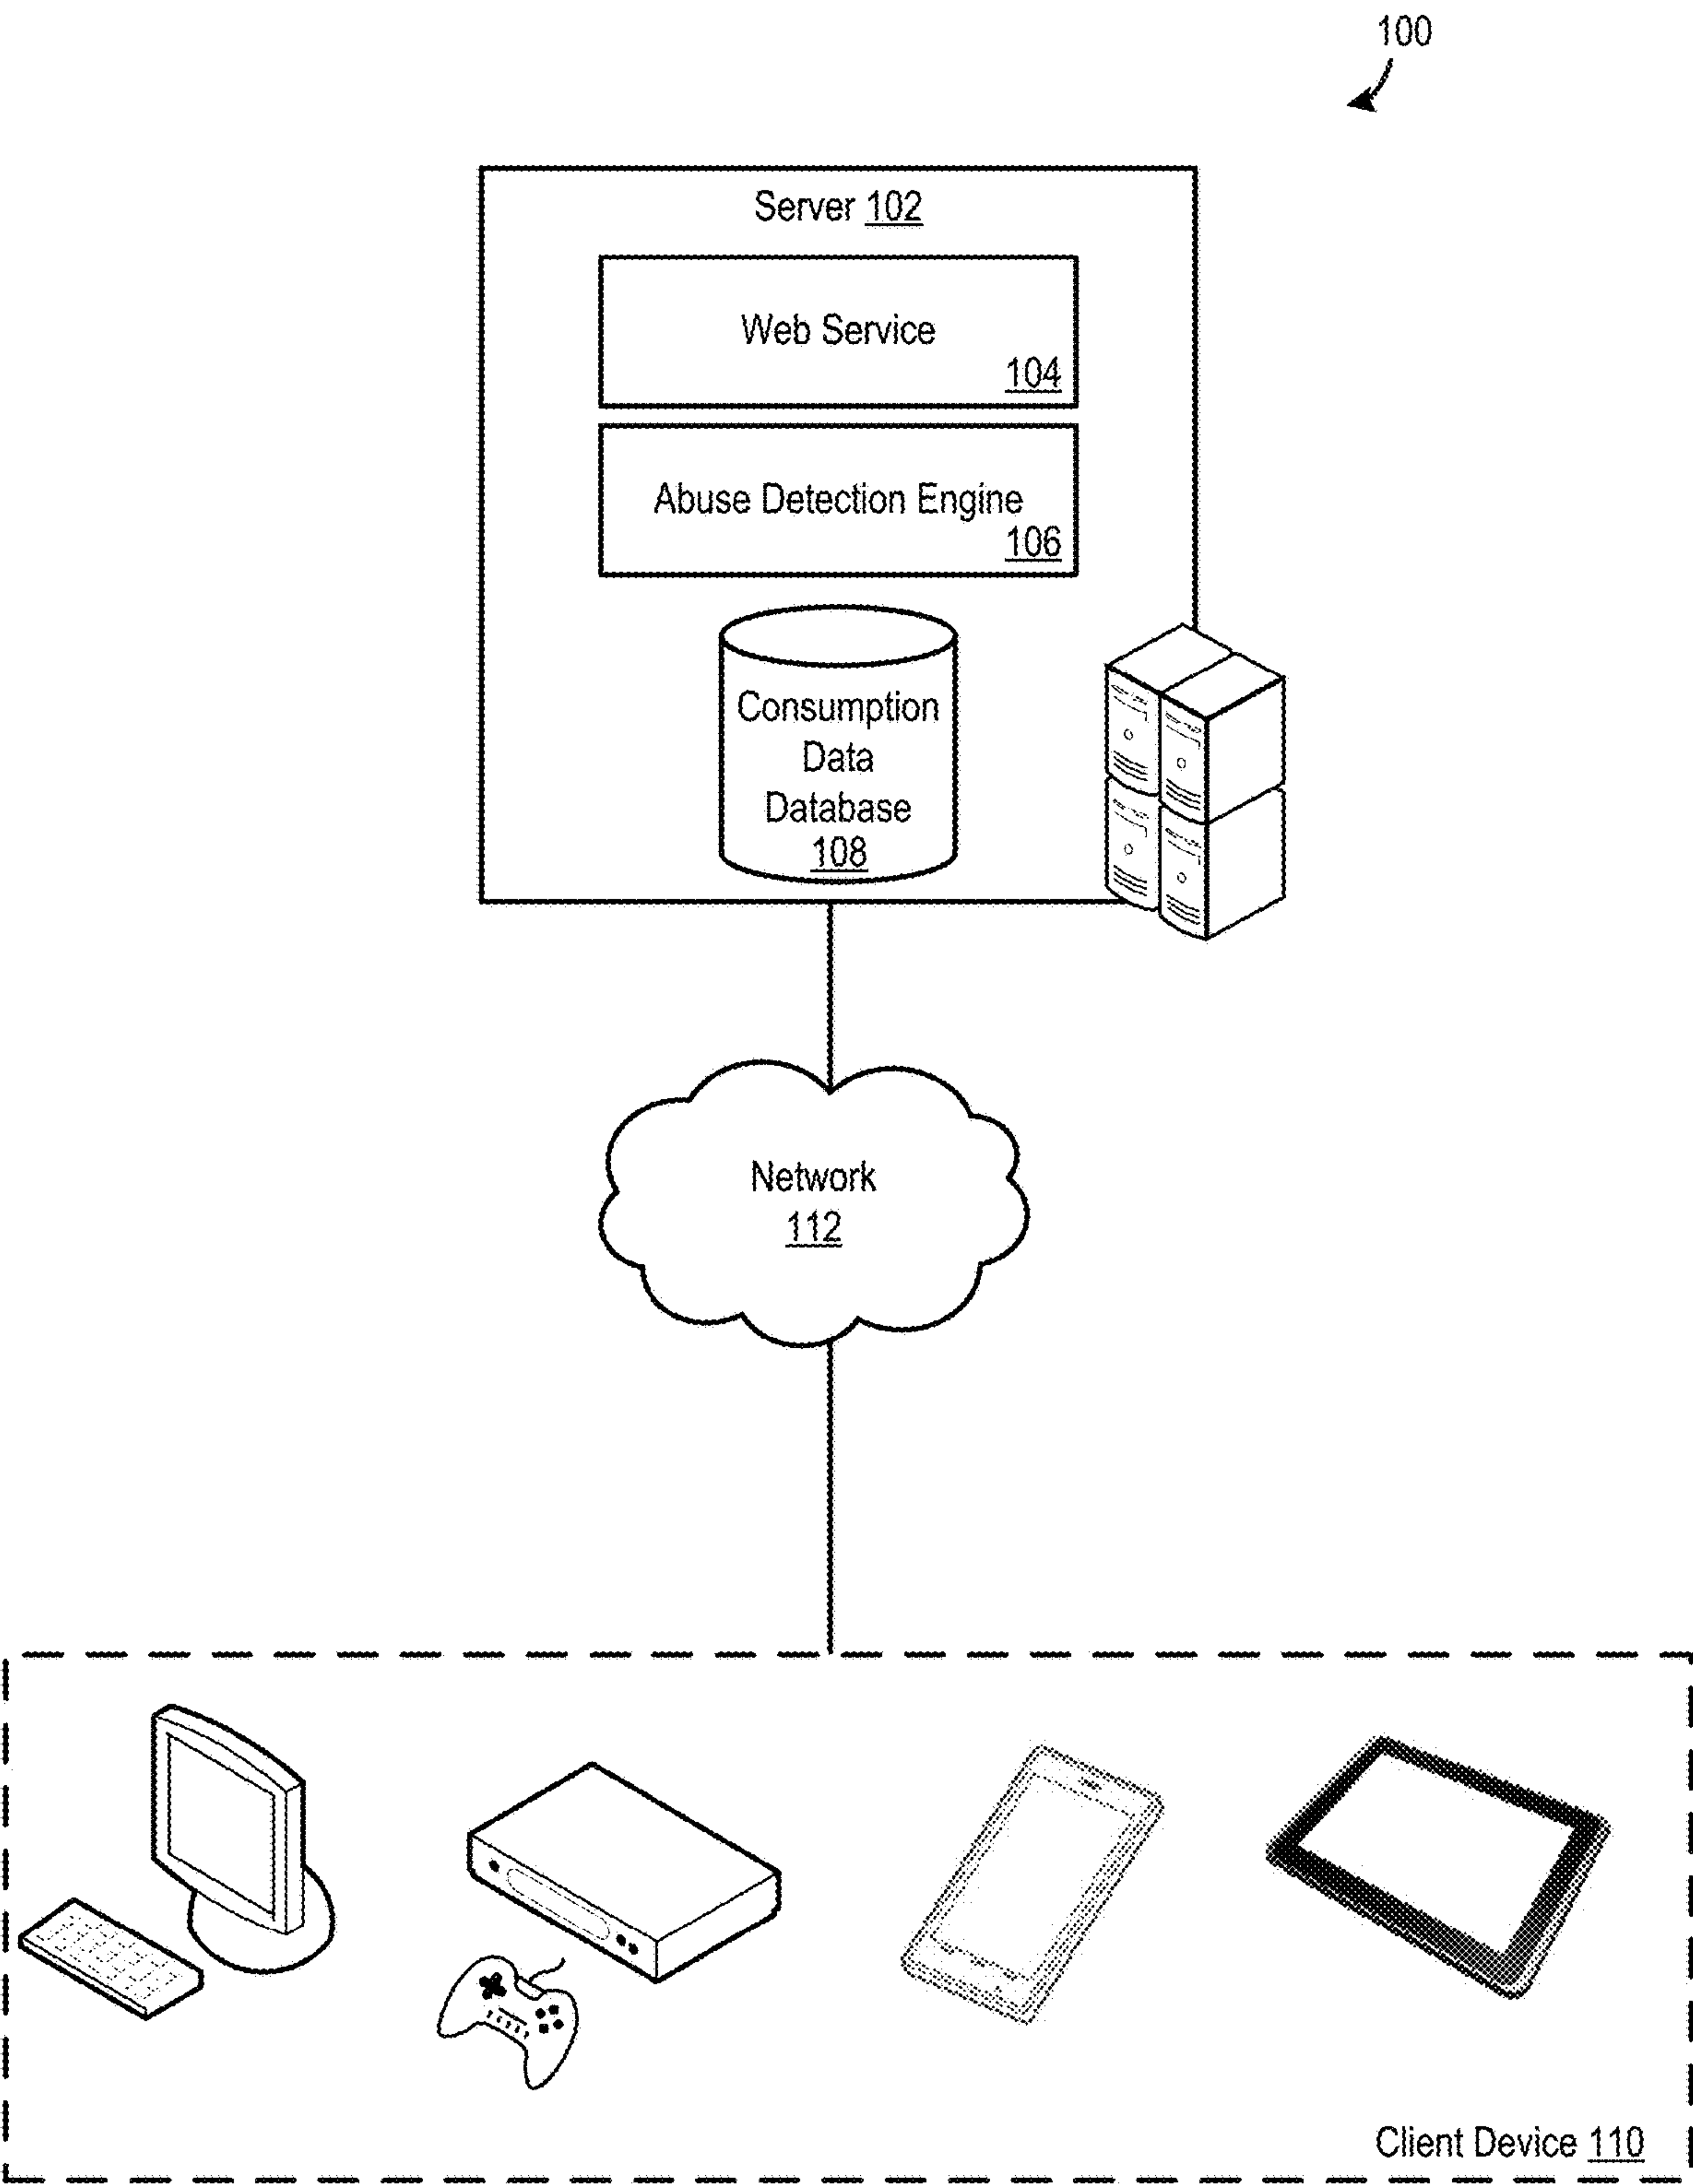 100
Server 102
Web Service
104
Abuse Detection Engine
106
Consumption
Data
Database
108
Network
112
Client Device 110